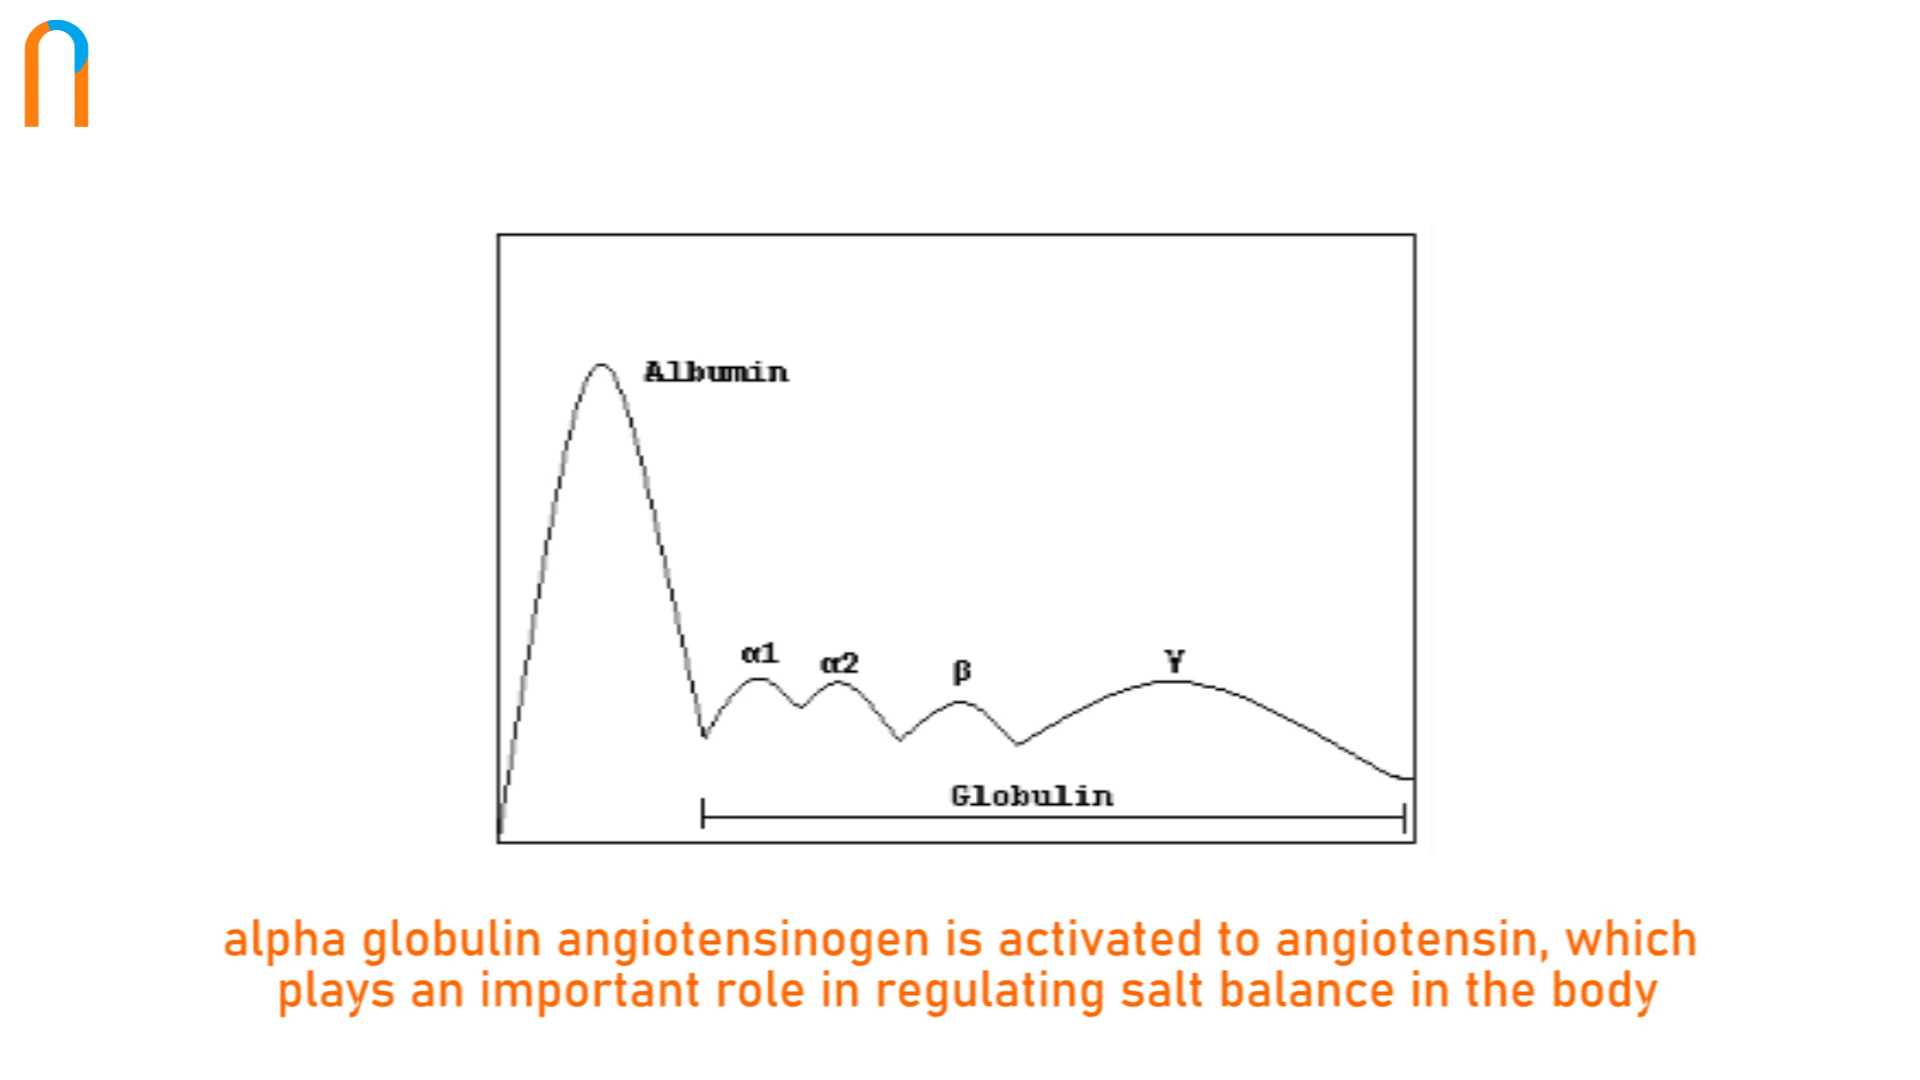 Albumin
α1
α2
β
γ
Globulin
alpha globulin angiotensinogen is activated to angiotensin, which
plays an important role in regulating salt balance in the body